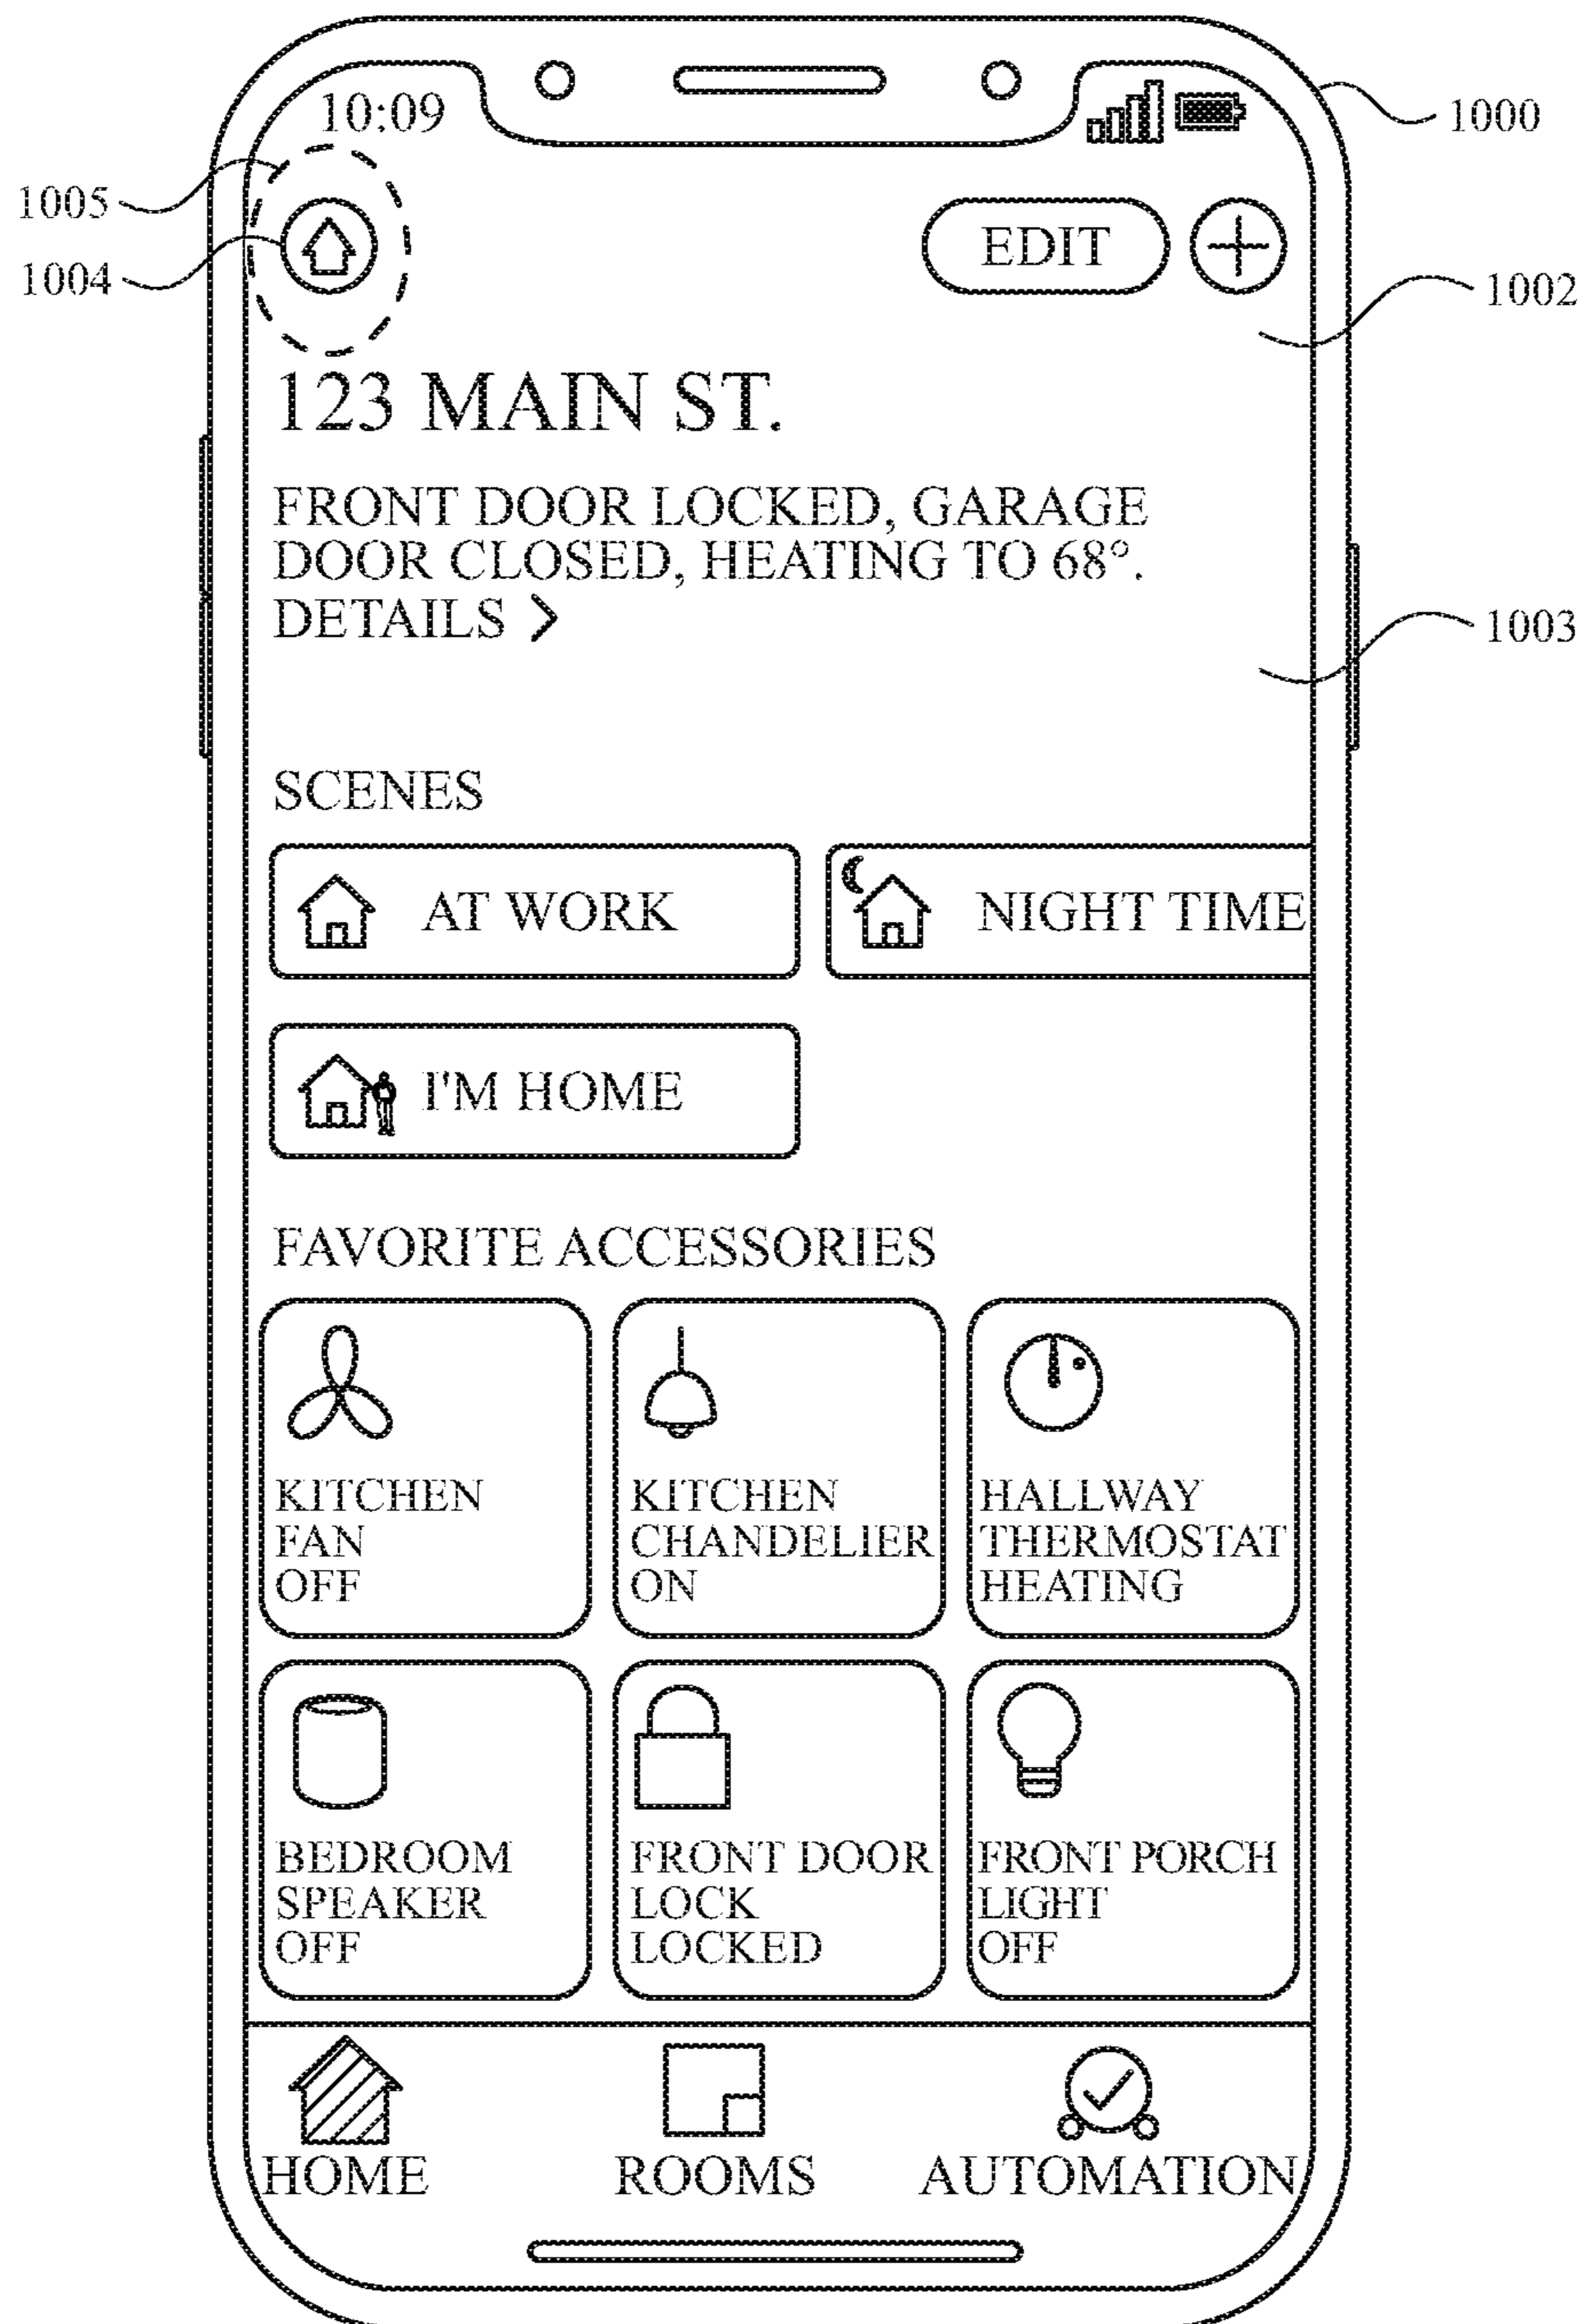 10:09
1000
1005
1004
EDIT
1002
123 MAIN ST.
FRONT DOOR LOCKED, GARAGE
DOOR CLOSED, HEATING TO 68°.
DETAILS >
1003
SCENES
AT WORK
NIGHT TIME
I'M HOME
FAVORITE ACCESSORIES
KITCHEN
FAN
OFF
KITCHEN
CHANDELIER
ON
HALLWAY
THERMOSTAT
HEATING
BEDROOM
SPEAKER
OFF
FRONT DOOR
LOCK
LOCKED
FRONT PORCH
LIGHT
OFF
HOME
ROOMS
AUTOMATION